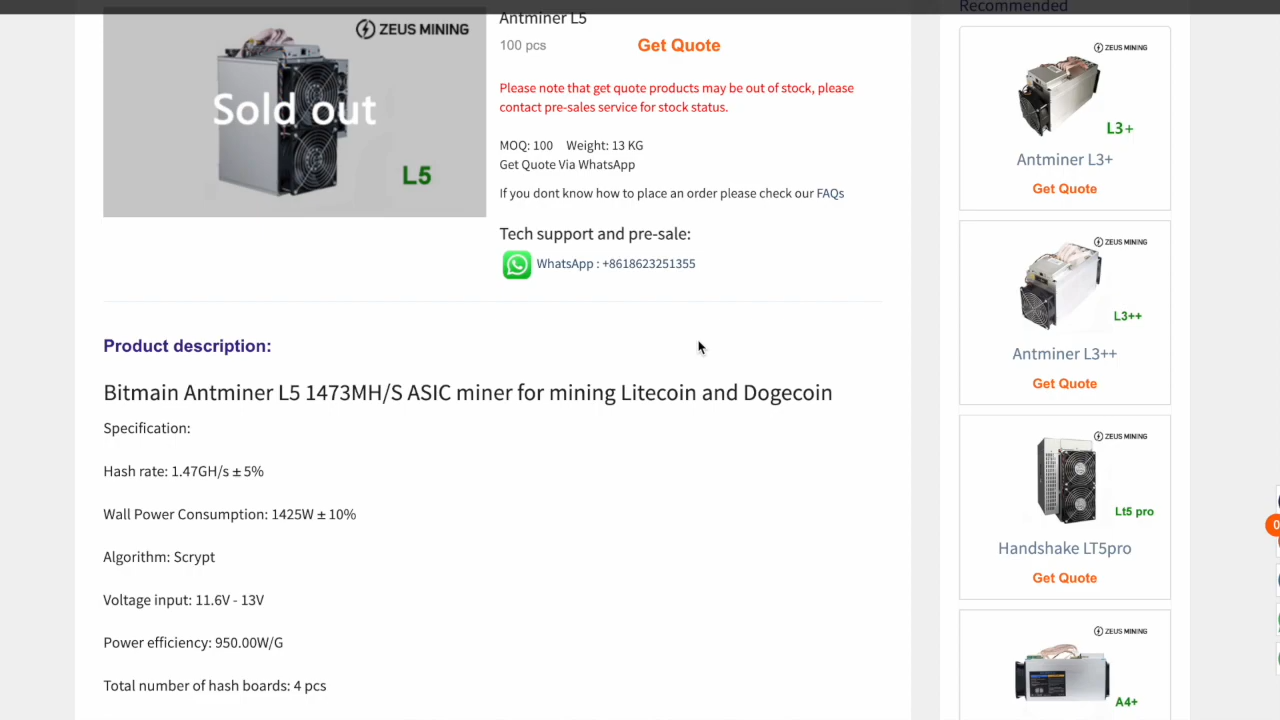 Recommended
ZEUS MINING
Sold out
L5
Antminer L5
100 pcs
Get Quote
Please note that get quote products may be out of stock, please
contact pre-sales service for stock status.
MOQ: 100 Weight: 13 KG
Get Quote Via WhatsApp
If you dont know how to place an order please check our FAQs
Tech support and pre-sale:
WhatsApp : +8618623251355
Product description:
Bitmain Antminer L5 1473MH/S ASIC miner for mining Litecoin and Dogecoin
Specification:
Hash rate: 1.47GH/s ± 5%
Wall Power Consumption: 1425W ± 10%
Algorithm: Scrypt
Voltage input: 11.6V - 13V
Power efficiency: 950.00W/G
Total number of hash boards: 4 pcs
ZEUS MINING
L3+
Antminer L3+
Get Quote
ZEUS MINING
L3++
Antminer L3++
Get Quote
ZEUS MINING
Lt5 pro
Handshake LT5pro
Get Quote
ZEUS MINING
A4+
0